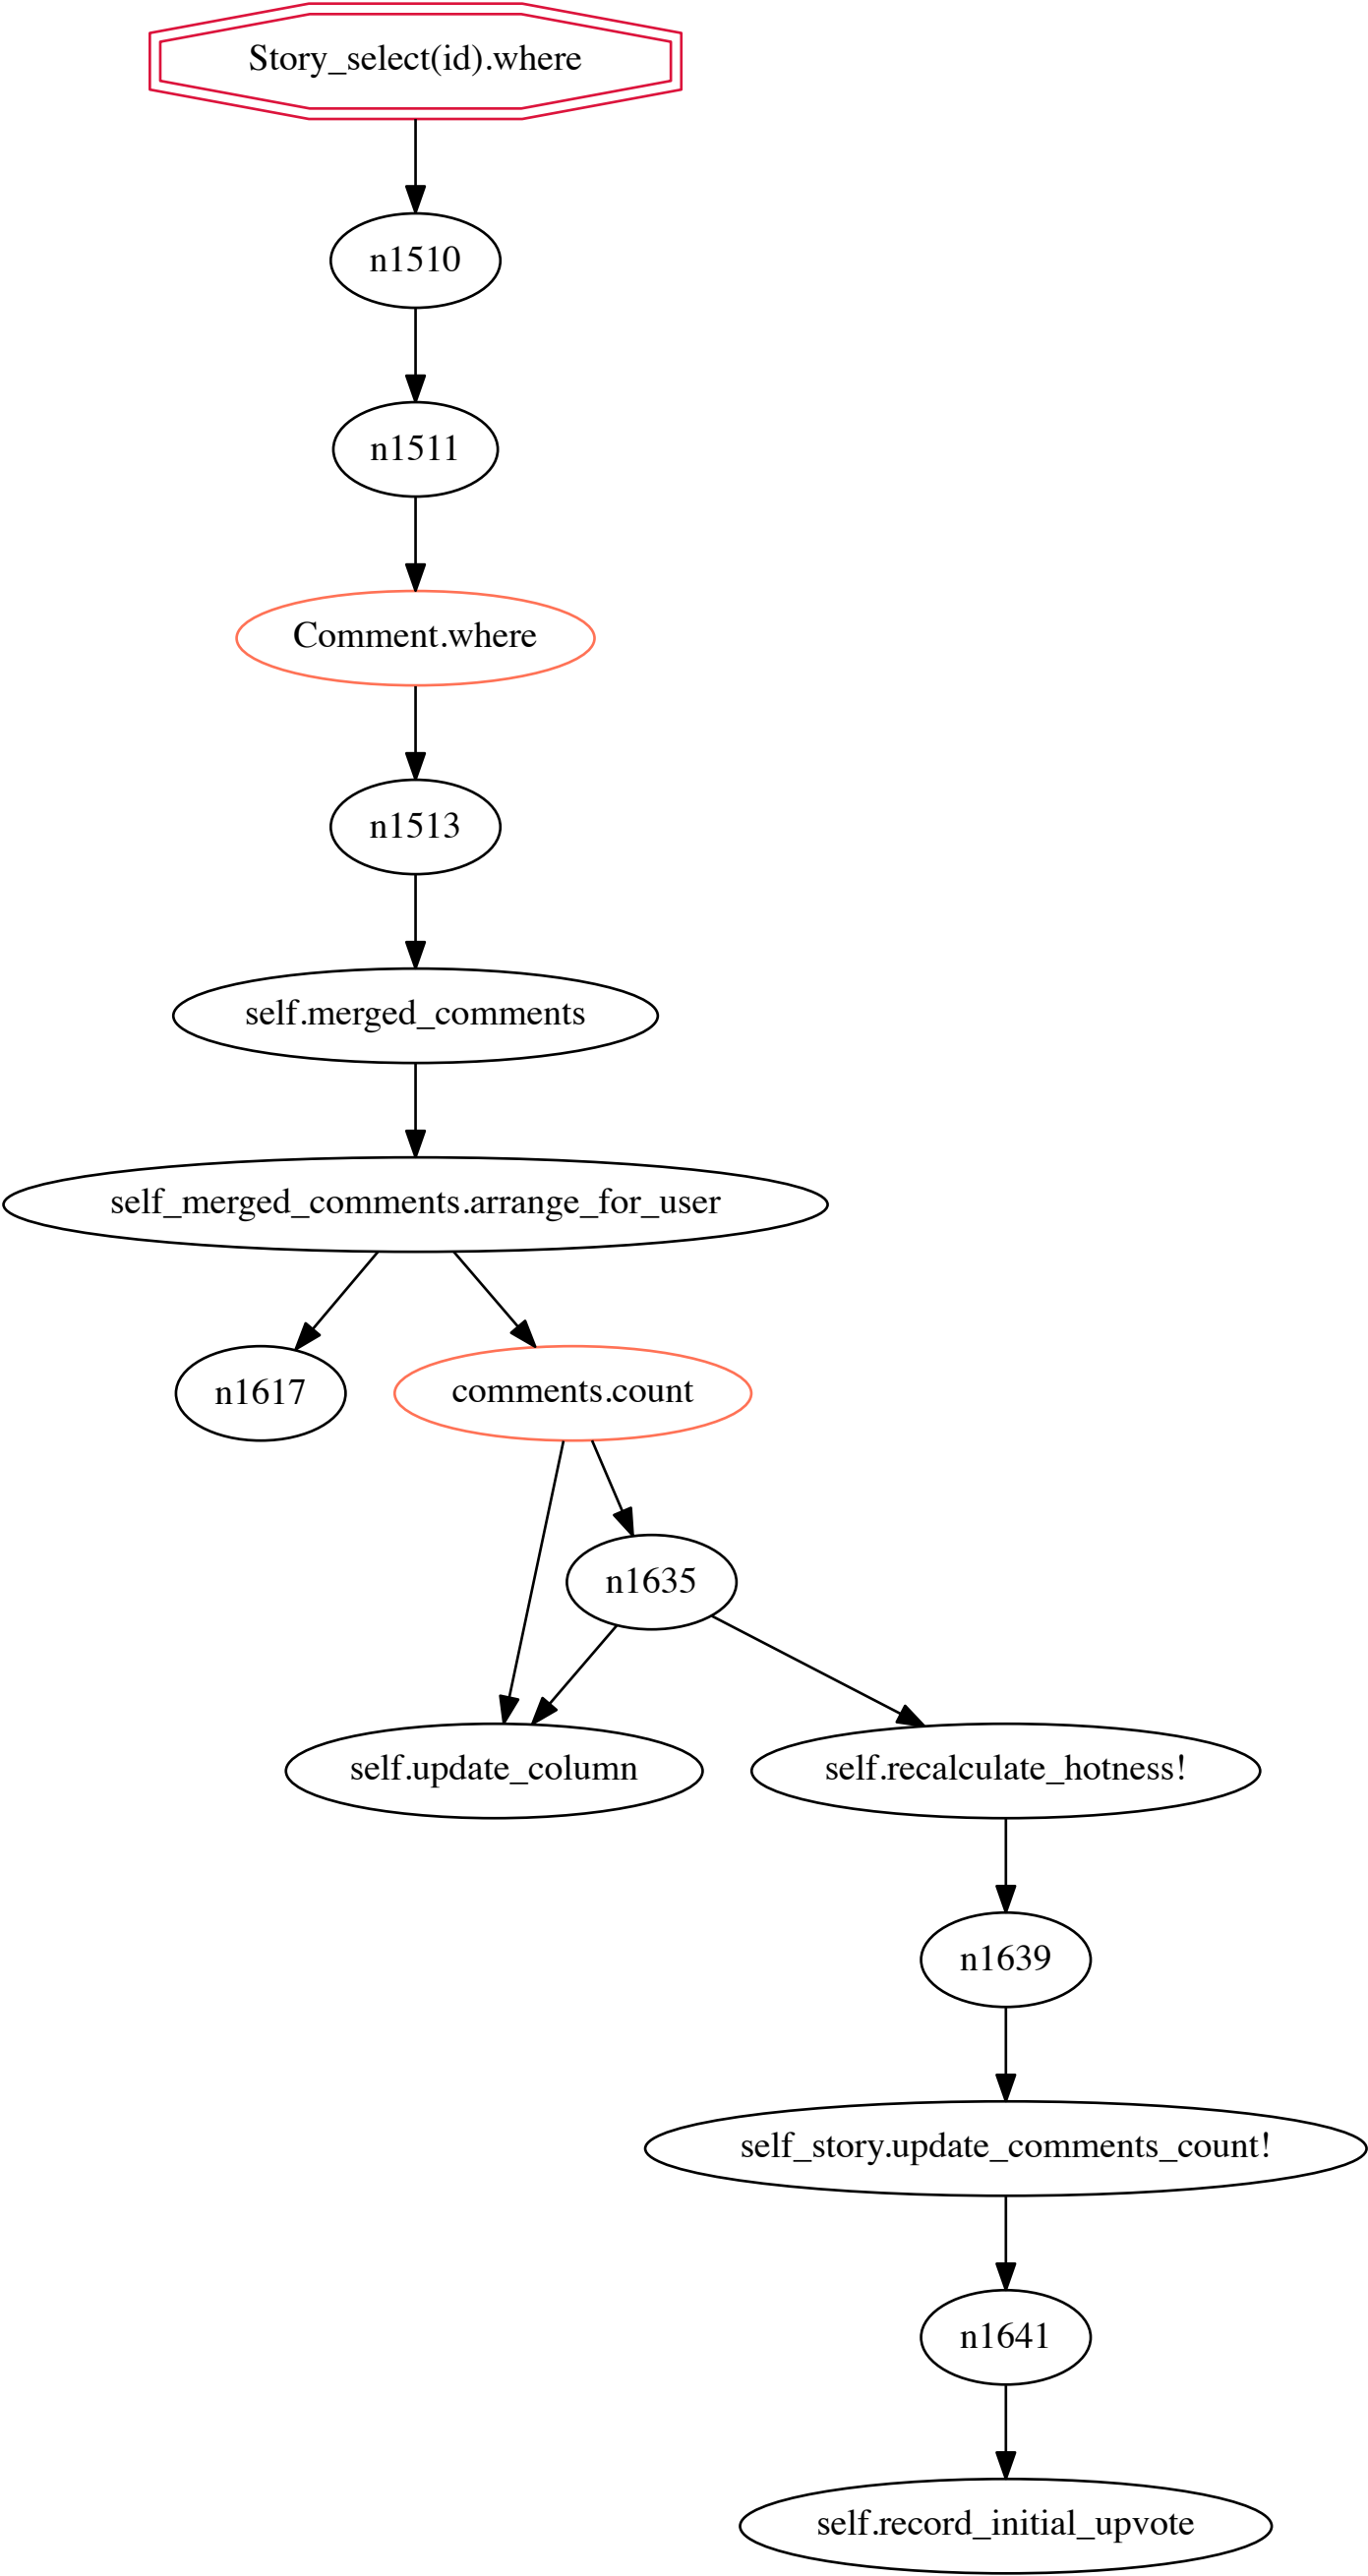 Story_select(id).where
n1510
n1511
Comment.where
n1513
self.merged_comments
self_merged_comments.arrange_for_user
n1617
comments.count
n1635
self.update_column
self.recalculate_hotness!
n1639
self_story.update_comments_count!
n1641
self.record_initial_upvote